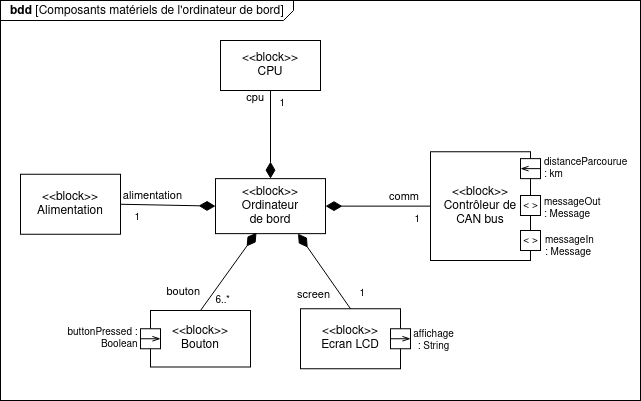 bdd [Composants matériels de l'ordinateur de bord]
<<block>>
CPU
cpu
1
<<block>>
Alimentation
alimentation
1
<<block>>
Ordinateur
de bord
comm
1
<<block>>
Contrôleur de
CAN bus
distanceParcourue
: km
< >
messageOut
: Message
< >
messageIn
: Message
bouton
6..*
screen
1
buttonPressed :
Boolean
<<block>>
Bouton
<<block>>
Ecran LCD
affichage
: String